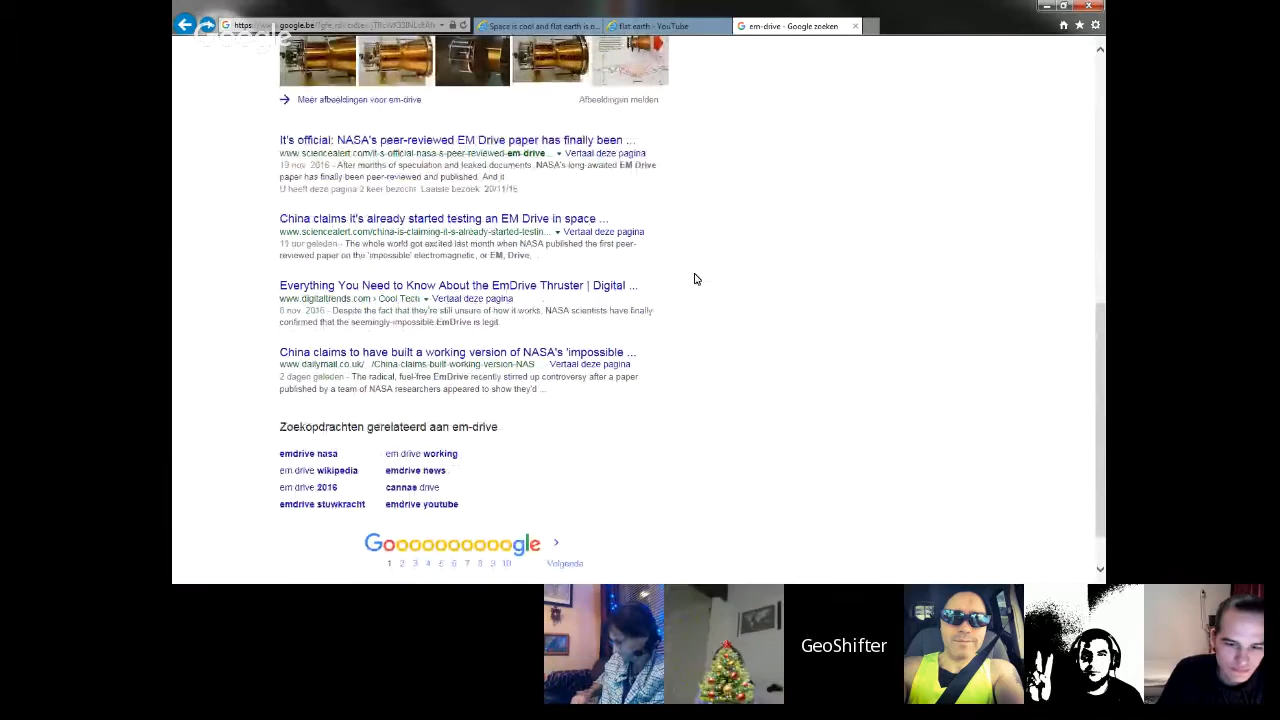 google.be
Space is cool and flat earth is o...
flat earth - YouTube
em-drive - Google zoeken
Google
Meer afbeeldingen voor em-drive
Afbeeldingen melden
It's official: NASA's peer-reviewed EM Drive paper has finally been ...
www.sciencealert.com/it-s-official-nasa-s-peer-reviewed-em-drive... Vertaal deze pagina
19 nov. 2016 - After months of speculation and leaked documents, NASA's long-awaited EM Drive
paper has finally been peer-reviewed and published. And it
U heeft deze pagina 2 keer bezocht. Laatste bezoek: 20/11/16
China claims it's already started testing an EM Drive in space ...
www.sciencealert.com/china-is-claiming-it-s-already-started-testin... Vertaal deze pagina
uur geleden - The whole world got excited last month when NASA published the first peer-
reviewed paper on the 'impossible' electromagnetic, or EM, Drive,
Everything You Need to Know About the EmDrive Thruster | Digital ...
www.digitaltrends.com › Cool Tech Vertaal deze pagina
nov. 2016 - Despite the fact that they're still unsure of how it works, NASA scientists have finally
confirmed that the seemingly-impossible EmDrive is legit.
China claims to have built a working version of NASA's 'impossible ...
www.dailymail.co.uk/.../China-claims-built-working-version-NAS Vertaal deze pagina
2 dagen geleden - The radical, fuel-free EmDrive recently stirred up controversy after a paper
published by a team of NASA researchers appeared to show they'd ...
Zoekopdrachten gerelateerd aan em-drive
emdrive nasa em drive working
em drive wikipedia emdrive news
em drive 2016 cannae drive
emdrive stuwkracht emdrive youtube
Goooooooooogle >
1 2 3 4 5 6 7 8 9 10 Volgende
GeoShifter